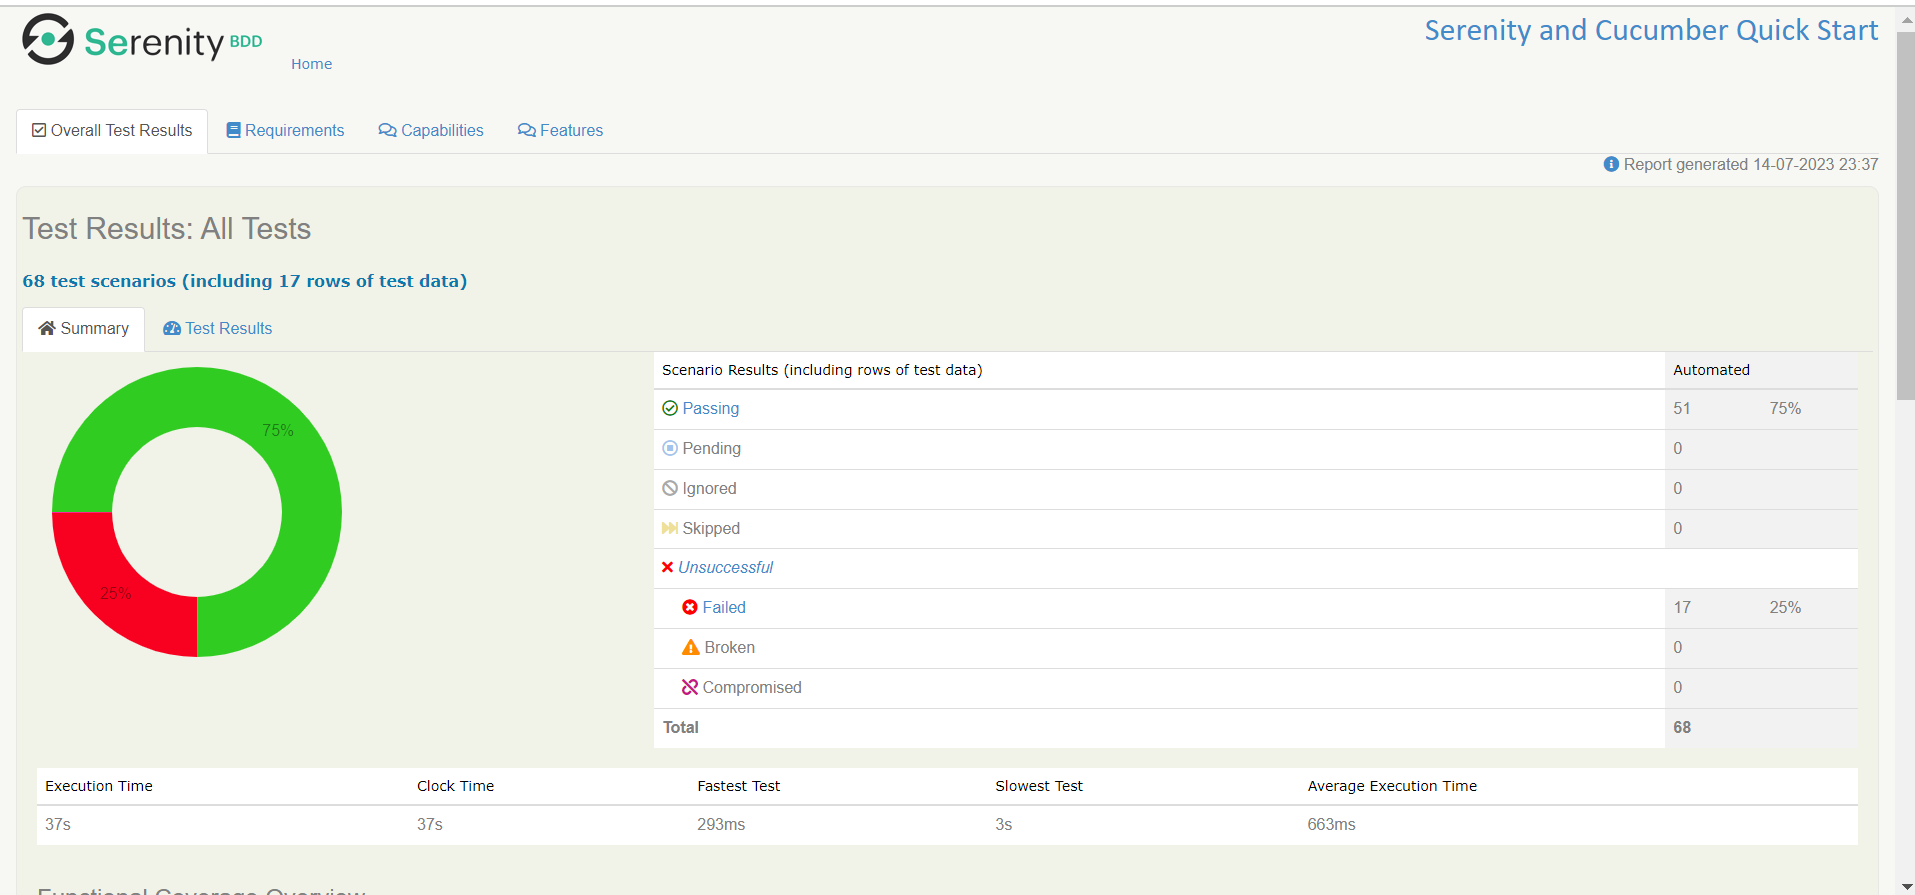 Serenity BDD
Home
Serenity and Cucumber Quick Start
Overall Test Results
Requirements
Capabilities
Features
Report generated 14-07-2023 23:37
Test Results: All Tests
68 test scenarios (including 17 rows of test data)
Summary
Test Results
75%
25%
Scenario Results (including rows of test data) Automated
Passing 51 75%
Pending 0
Ignored 0
Skipped 0
Unsuccessful
Failed 17 25%
Broken 0
Compromised 0
Total 68
Execution Time Clock Time Fastest Test Slowest Test Average Execution Time
37s 37s 293ms 3s 663ms
Functional Coverage Overview